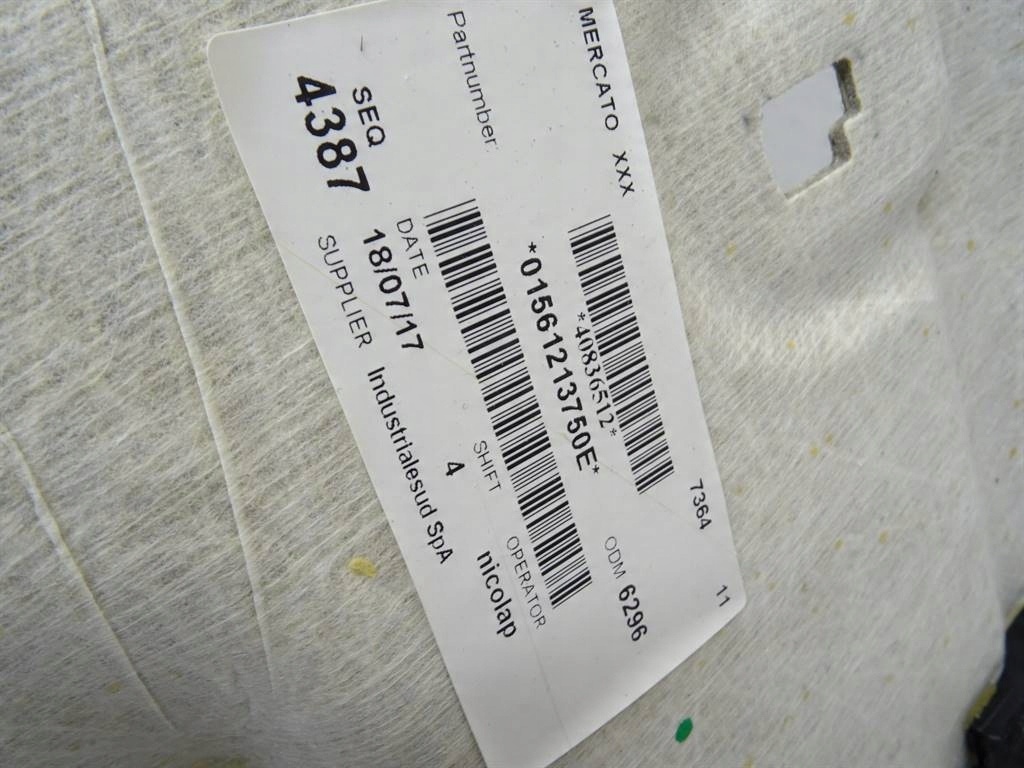 MERCATO XXX
7364
11
*40836512*
Partnumber:
*01561213750E*
ODM 6296
SEQ
4387
DATE
18/07/17
SHIFT
4
OPERATOR
nicolap
SUPPLIER Industrialesud SpA